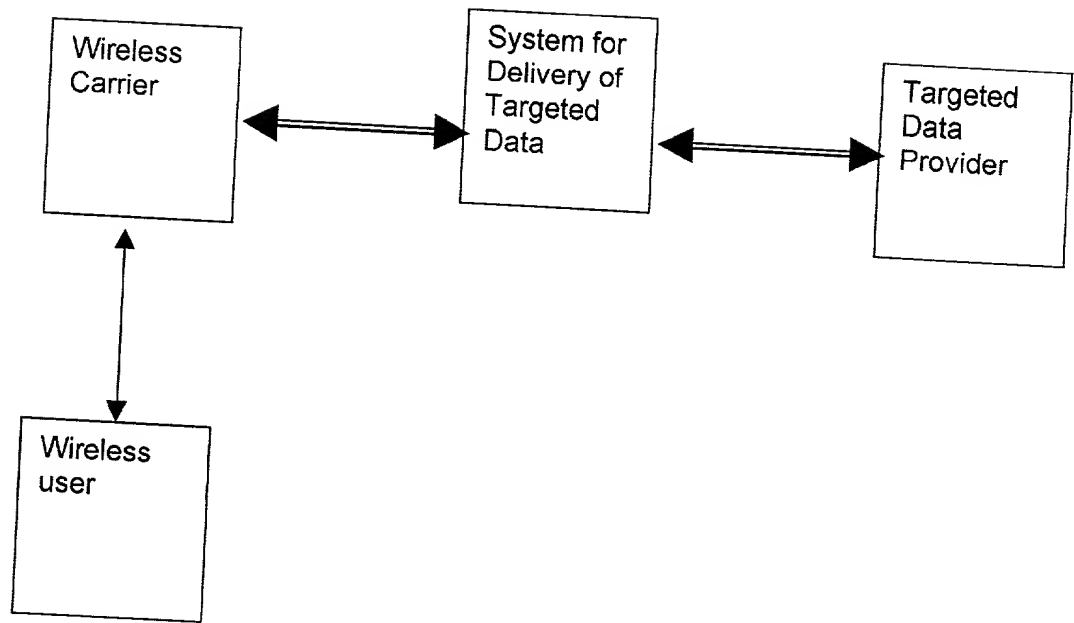 Wireless
Carrier
System for
Delivery of
Targeted
Data
Targeted
Data
Provider
Wireless
user